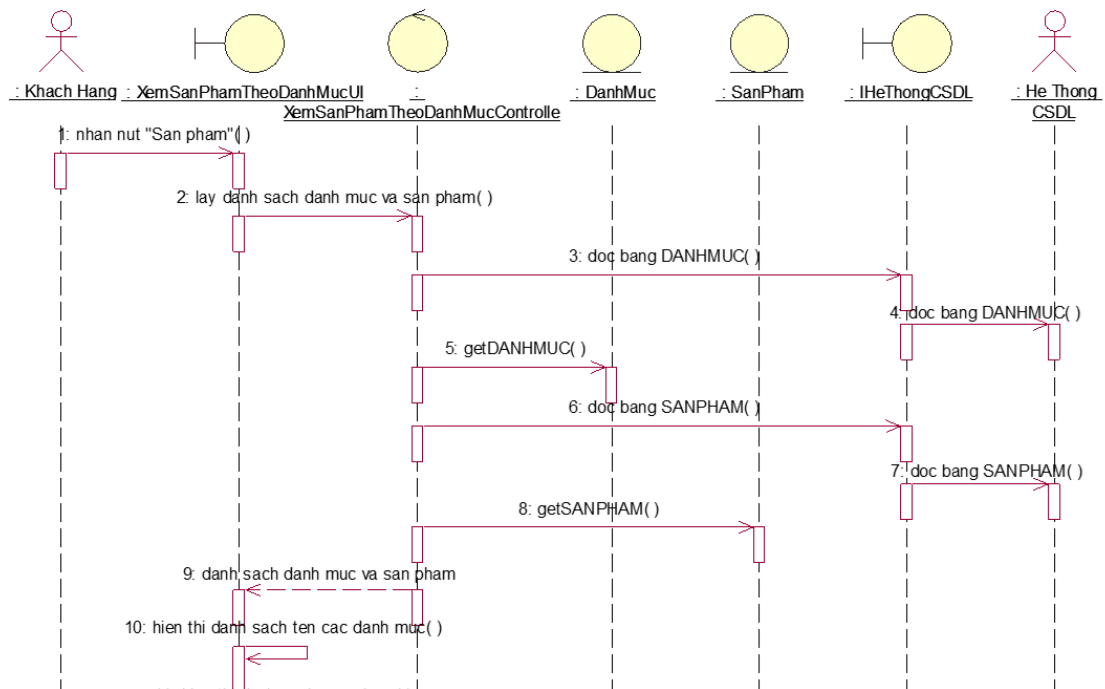 : Khach Hang
: XemSanPhamTheoDanhMucUI
:
XemSanPhamTheoDanhMucControlle
: DanhMuc
: SanPham
: IHeThongCSDL
: He Thong
CSDL
1: nhan nut "San pham"( )
2: lay danh sach danh muc va san pham( )
3: doc bang DANHMUC( )
4: doc bang DANHMUC( )
5: getDANHMUC( )
6: doc bang SANPHAM( )
7: doc bang SANPHAM( )
8: getSANPHAM( )
9: danh sach danh muc va san pham
10: hien thi danh sach ten cac danh muc( )